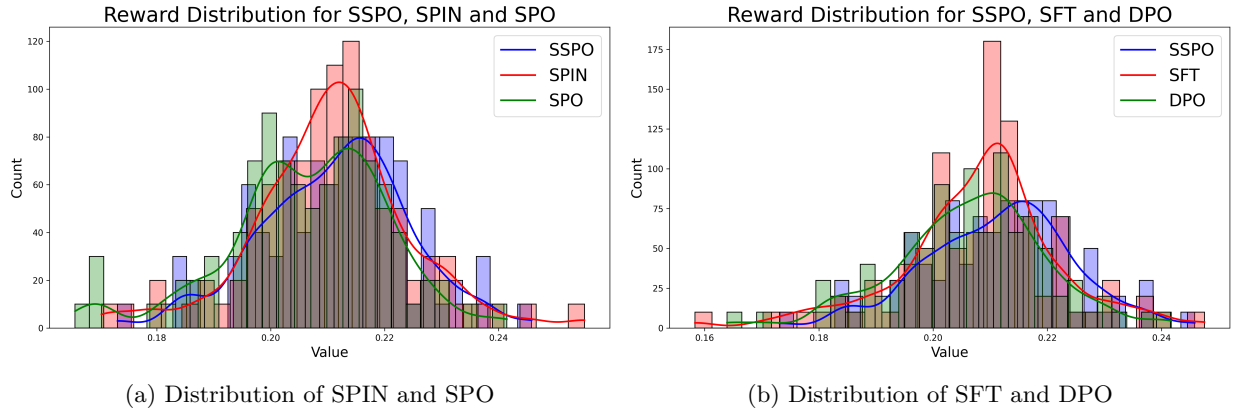 Reward Distribution for SSPO, SPIN and SPO
120
100
80
60
40
20
0
Count
0.18
0.20
0.22
0.24
Value
SSPO
SPIN
SPO
(a) Distribution of SPIN and SPO
Reward Distribution for SSPO, SFT and DPO
175
150
125
100
75
50
25
0
Count
0.16
0.18
0.20
0.22
0.24
Value
SSPO
SFT
DPO
(b) Distribution of SFT and DPO